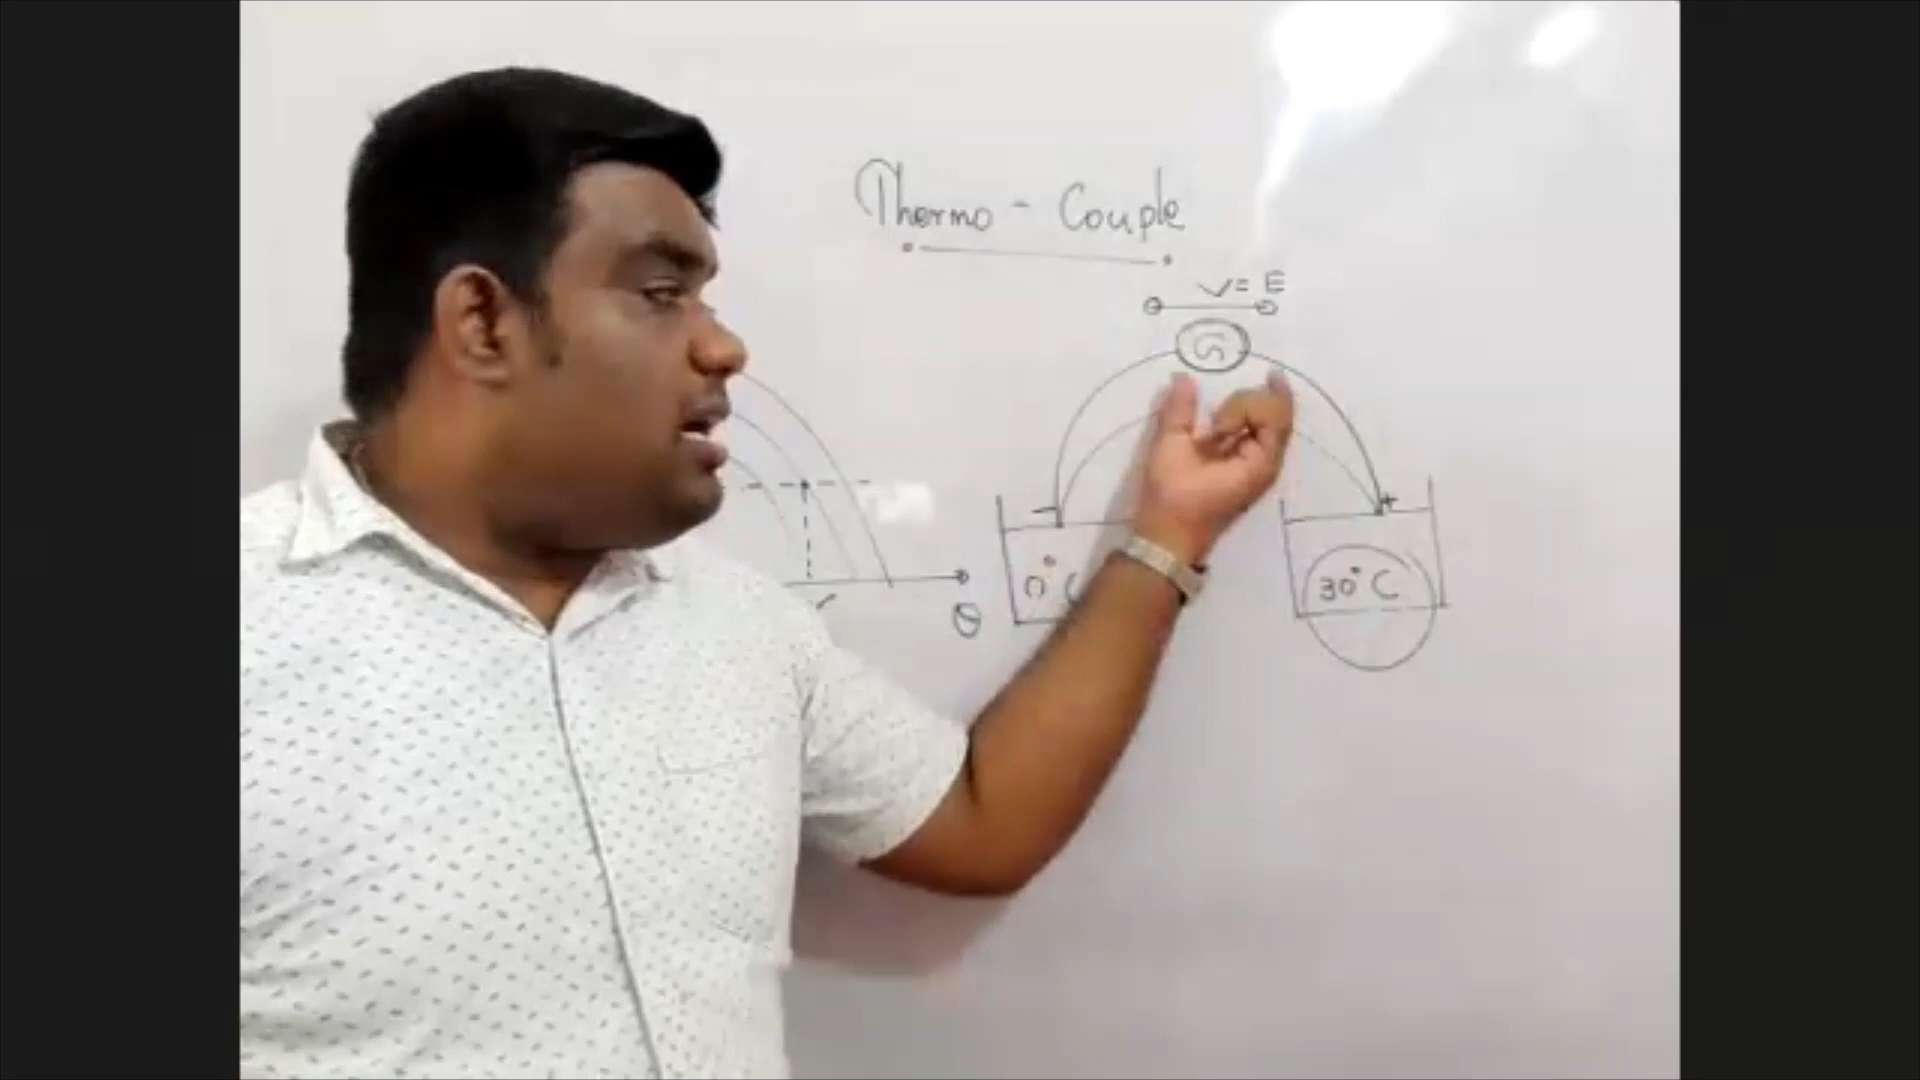 Thermo - Couple
V = E
G
- +
0°C 30°C
θ